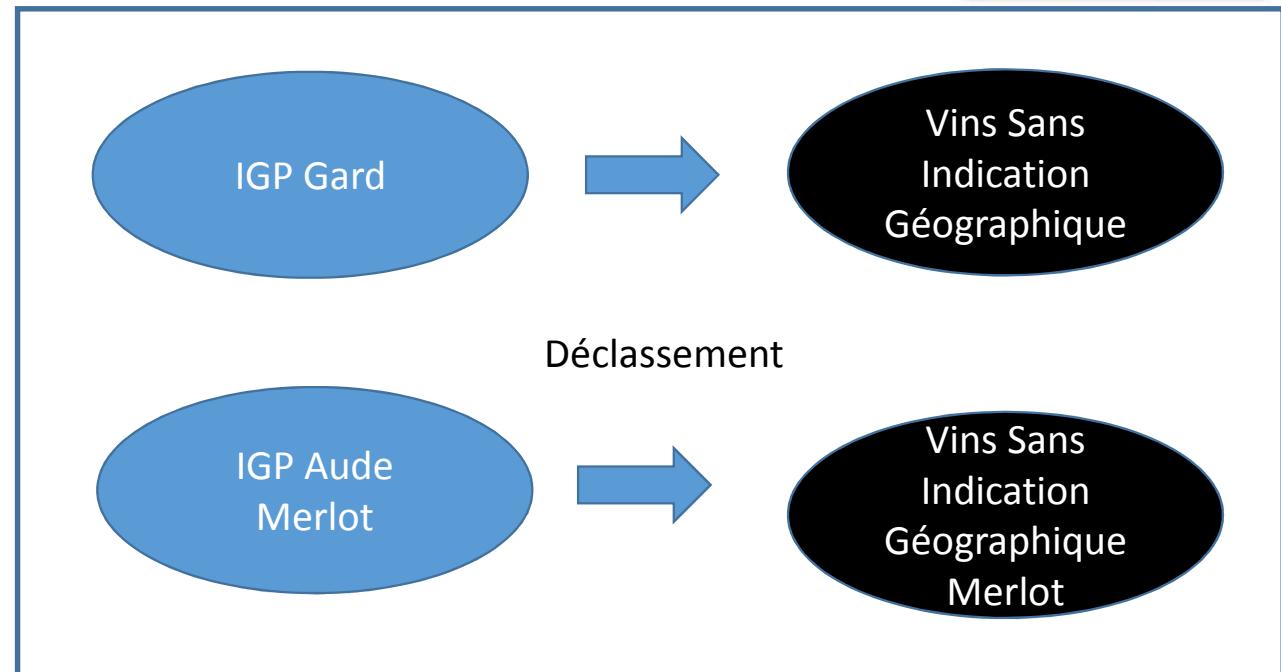 IGP Gard
Vins Sans
Indication
Géographique
Déclassement
IGP Aude
Merlot
Vins Sans
Indication
Géographique
Merlot